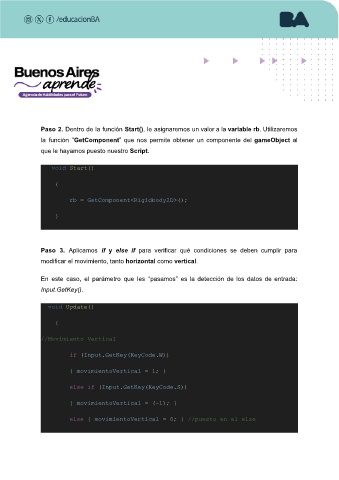 /educacionBA
BA
Buenos Aires
aprende
Agencia de Habilidades para el Futuro
Paso 2. Dentro de la función Start(), le asignaremos un valor a la variable rb. Utilizaremos
la función "GetComponent" que nos permite obtener un componente del gameObject al
que le hayamos puesto nuestro Script.
void Start()
{
rb = GetComponent<Rigidbody2D>();
}
Paso 3. Aplicamos if y else if para verificar qué condiciones se deben cumplir para
modificar el movimiento, tanto horizontal como vertical.
En este caso, el parámetro que les "pasamos" es la detección de los datos de entrada:
Input.GetKey().
void Update()
{
//Movimiento Vertical
if (Input.GetKey(KeyCode.W))
{ movimientoVertical = 1; }
else if (Input.GetKey(KeyCode.S))
{ movimientoVertical = (-1); }
else { movimientoVertical = 0; } //puesto en el else